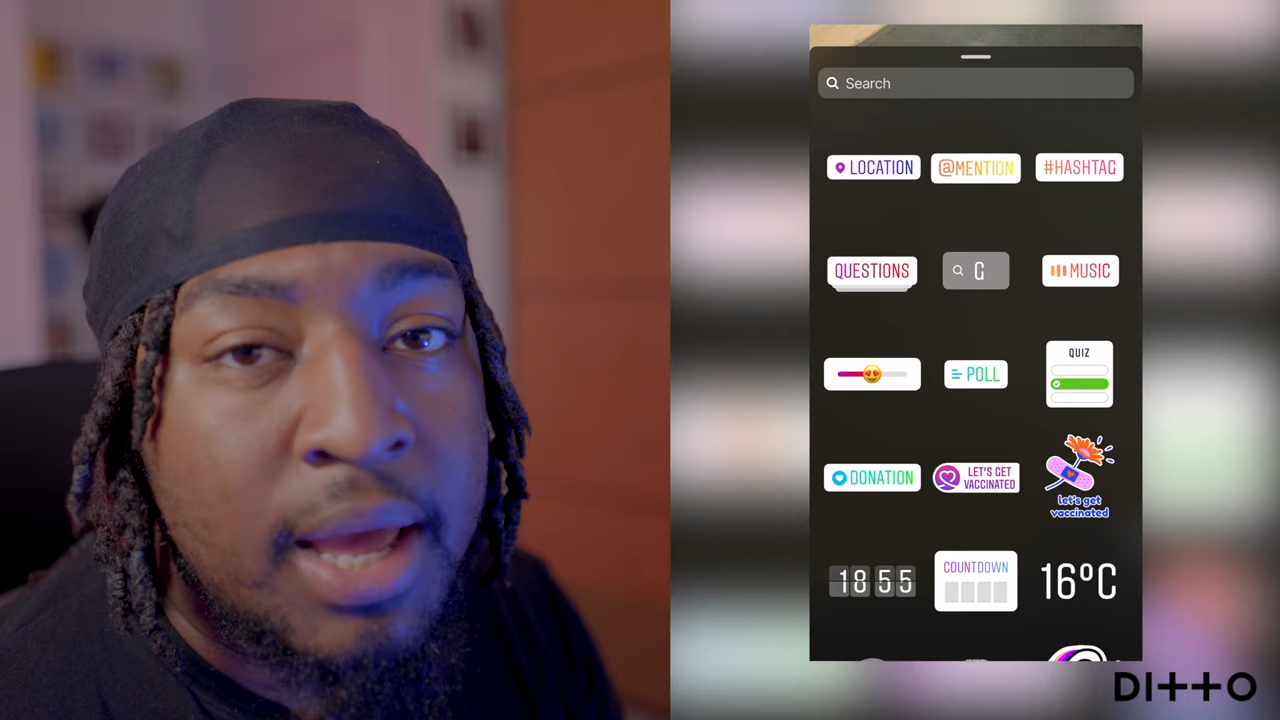 Search
LOCATION
@MENTION
#HASHTAG
QUESTIONS
G
MUSIC
POLL
QUIZ
DONATION
LET'S GET
VACCINATED
let's get
vaccinated
18 55
COUNTDOWN
16°C
DITTO